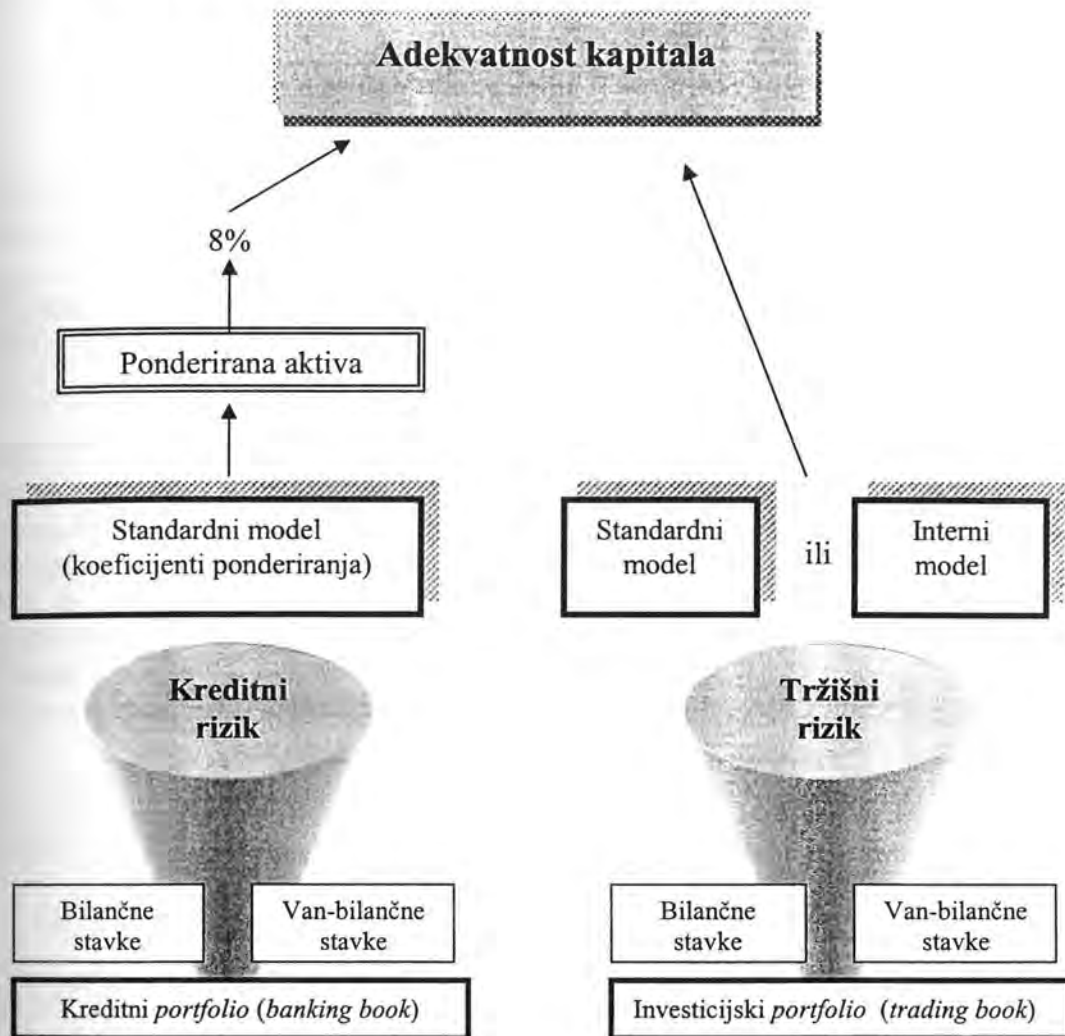 Adekvatnost kapitala
8%
Ponderirana aktiva
Standardni model
(koeficijenti ponderiranja)
Standardni
model
ili
Interni
model
Kreditni
rizik
Tržišni
rizik
Bilančne
stavke
Van-bilančne
stavke
Bilančne
stavke
Van-bilančne
stavke
Kreditni portfolio (banking book)
Investicijski portfolio (trading book)